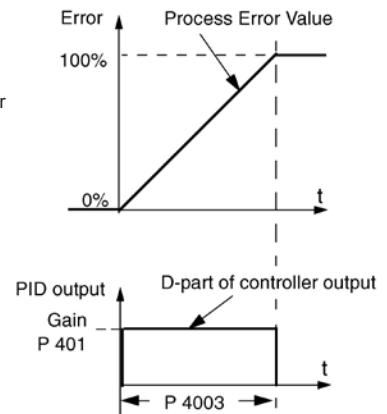 Error
Process Error Value
100%
r
0%
t
PID output
D-part of controller output
Gain
P 401
t
P 4003